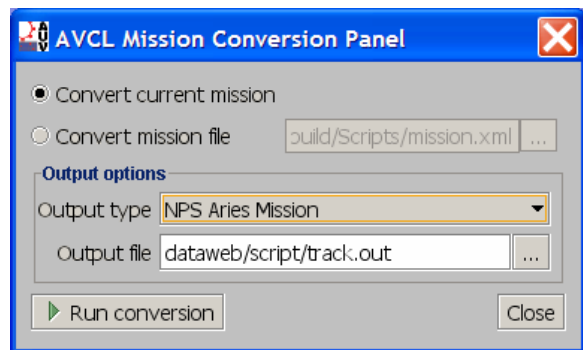 AVCL Mission Conversion Panel
Convert current mission
Convert mission file build/Scripts/mission.xml ...
Output options
Output type NPS Aries Mission
Output file dataweb/script/track.out ...
Run conversion Close